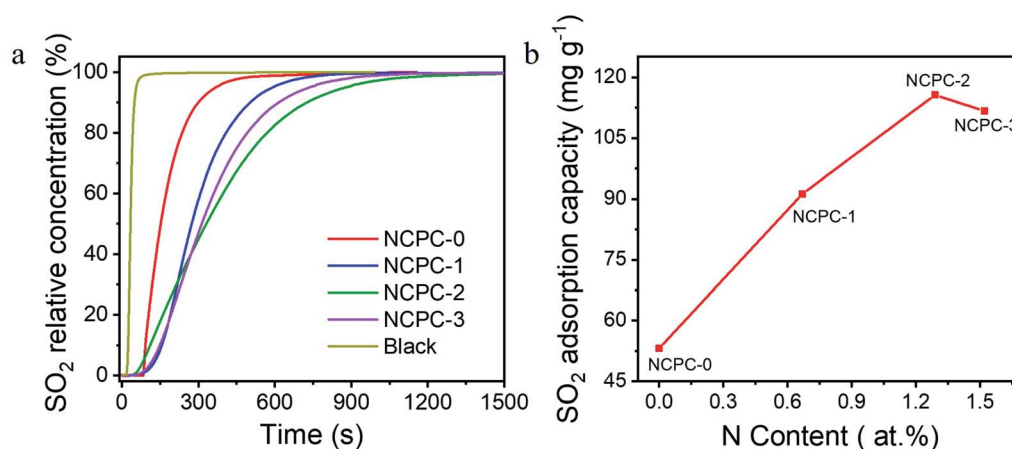 a
SO₂ relative concentration (%)
100
80
60
40
20
0
NCPC-0
NCPC-1
NCPC-2
NCPC-3
Black
0 300 600 900 1200 1500
Time (s)
b
SO₂ adsorption capacity (mg g⁻¹)
120
105
90
75
60
45
NCPC-2
NCPC-3
NCPC-1
NCPC-0
0.0 0.3 0.6 0.9 1.2 1.5
N Content ( at.%)